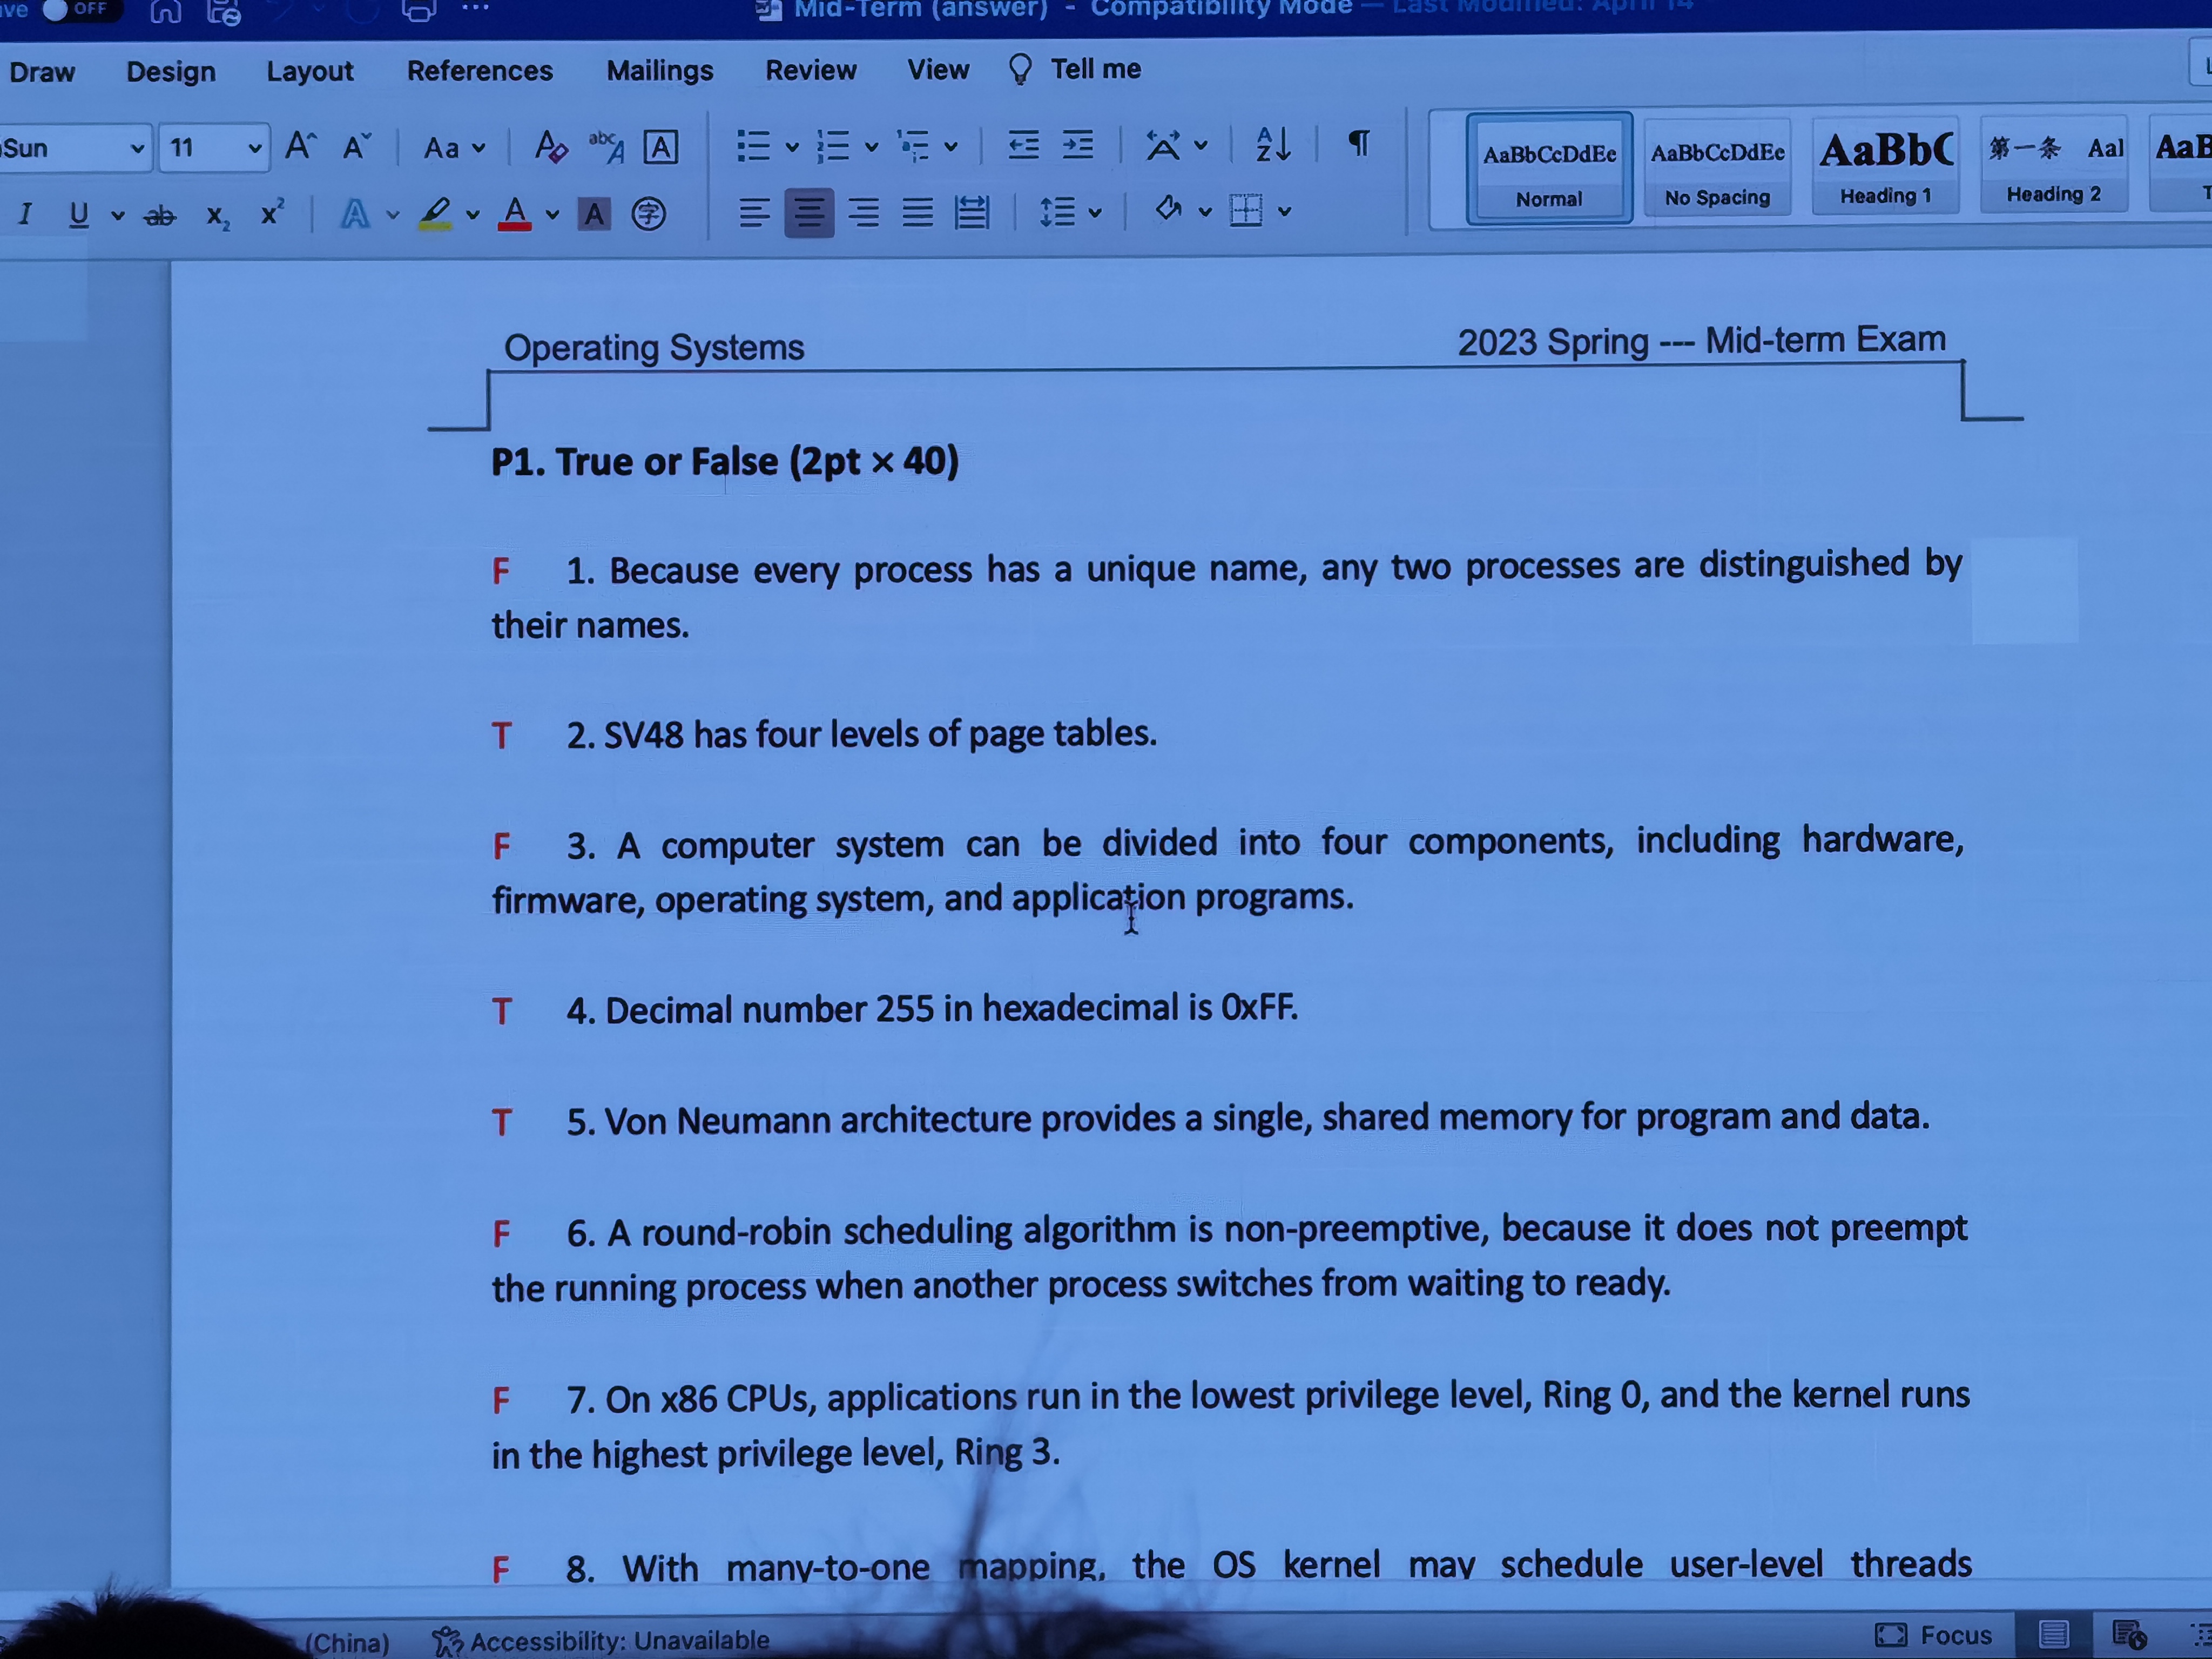 ve OFF Mid-Term (answer) - Compatibility Mode — Last Modified: April 14
Draw Design Layout References Mailings Review View Tell me
Sun 11 A A Aa A abc A A A Z ¶ AaBbCcDdEe AaBbCcDdEe AaBbC 第一条 AaI AaB
I U ab x2 x2 A A A 字 Normal No Spacing Heading 1 Heading 2 T
Operating Systems 2023 Spring --- Mid-term Exam
P1. True or False (2pt × 40)
F 1. Because every process has a unique name, any two processes are distinguished by
their names.
T 2. SV48 has four levels of page tables.
F 3. A computer system can be divided into four components, including hardware,
firmware, operating system, and application programs.
T 4. Decimal number 255 in hexadecimal is 0xFF.
T 5. Von Neumann architecture provides a single, shared memory for program and data.
F 6. A round-robin scheduling algorithm is non-preemptive, because it does not preempt
the running process when another process switches from waiting to ready.
F 7. On x86 CPUs, applications run in the lowest privilege level, Ring 0, and the kernel runs
in the highest privilege level, Ring 3.
F 8. With many-to-one mapping, the OS kernel may schedule user-level threads
(China) Accessibility: Unavailable Focus